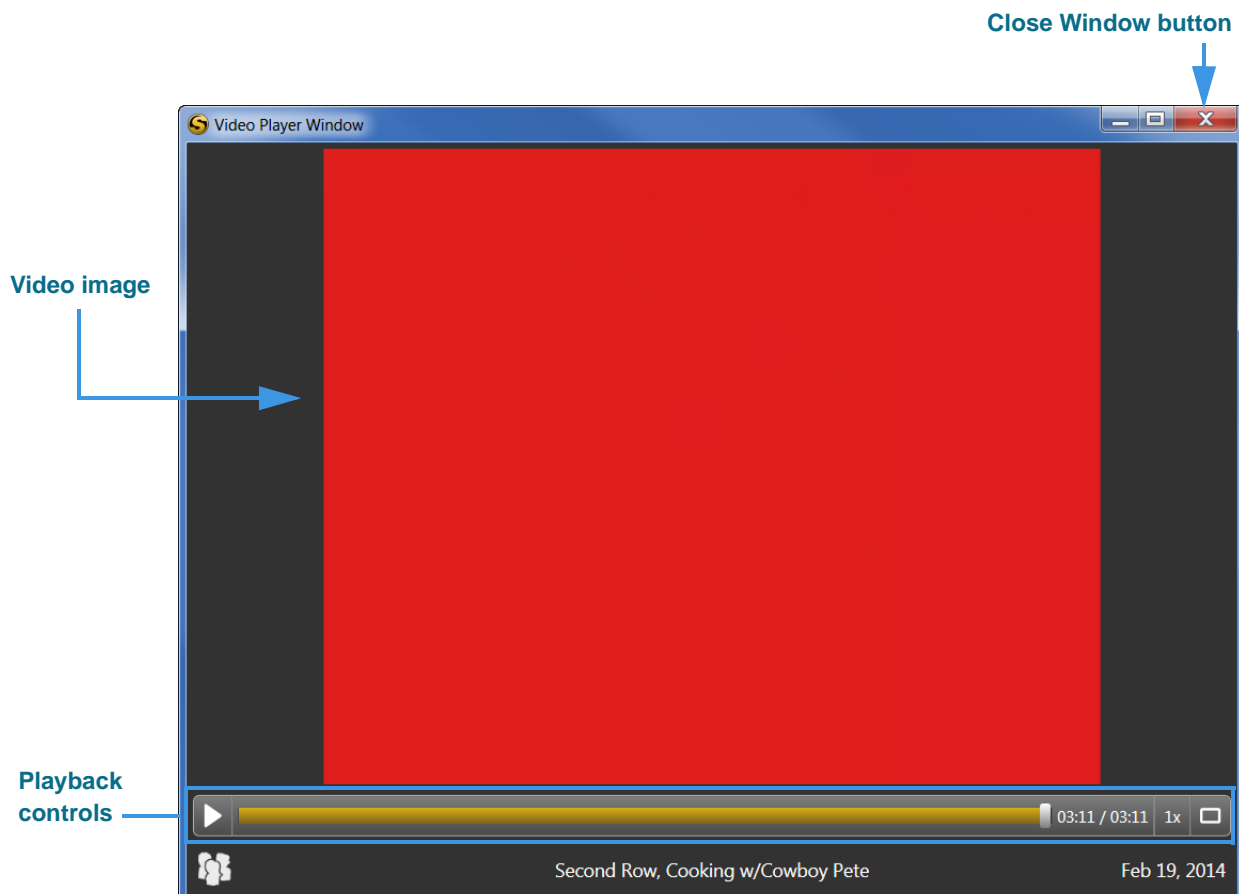 Close Window button
Video Player Window
Video image
Playback
controls
03:11 / 03:11 1x
Second Row, Cooking w/Cowboy Pete
Feb 19, 2014